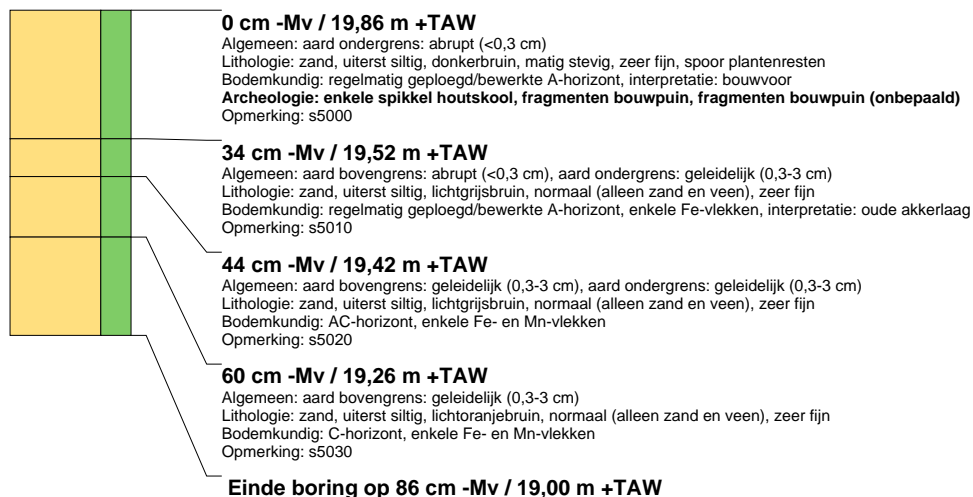 0 cm -Mv / 19,86 m +TAW
Algemeen: aard ondergrens: abrupt (<0,3 cm)
Lithologie: zand, uiterst siltig, donkerbruin, matig stevig, zeer fijn, spoor plantenresten
Bodemkundig: regelmatig geploegd/bewerkte A-horizont, interpretatie: bouwvoor
Archeologie: enkele spikkel houtskool, fragmenten bouwpuin, fragmenten bouwpuin (onbepaald)
Opmerking: s5000
34 cm -Mv / 19,52 m +TAW
Algemeen: aard bovengrens: abrupt (<0,3 cm), aard ondergrens: geleidelijk (0,3-3 cm)
Lithologie: zand, uiterst siltig, lichtgrijsbruin, normaal (alleen zand en veen), zeer fijn
Bodemkundig: regelmatig geploegd/bewerkte A-horizont, enkele Fe-vlekken, interpretatie: oude akkerlaag
Opmerking: s5010
44 cm -Mv / 19,42 m +TAW
Algemeen: aard bovengrens: geleidelijk (0,3-3 cm), aard ondergrens: geleidelijk (0,3-3 cm)
Lithologie: zand, uiterst siltig, lichtgrijsbruin, normaal (alleen zand en veen), zeer fijn
Bodemkundig: AC-horizont, enkele Fe- en Mn-vlekken
Opmerking: s5020
60 cm -Mv / 19,26 m +TAW
Algemeen: aard bovengrens: geleidelijk (0,3-3 cm)
Lithologie: zand, uiterst siltig, lichtoranjebruin, normaal (alleen zand en veen), zeer fijn
Bodemkundig: C-horizont, enkele Fe- en Mn-vlekken
Opmerking: s5030
Einde boring op 86 cm -Mv / 19,00 m +TAW